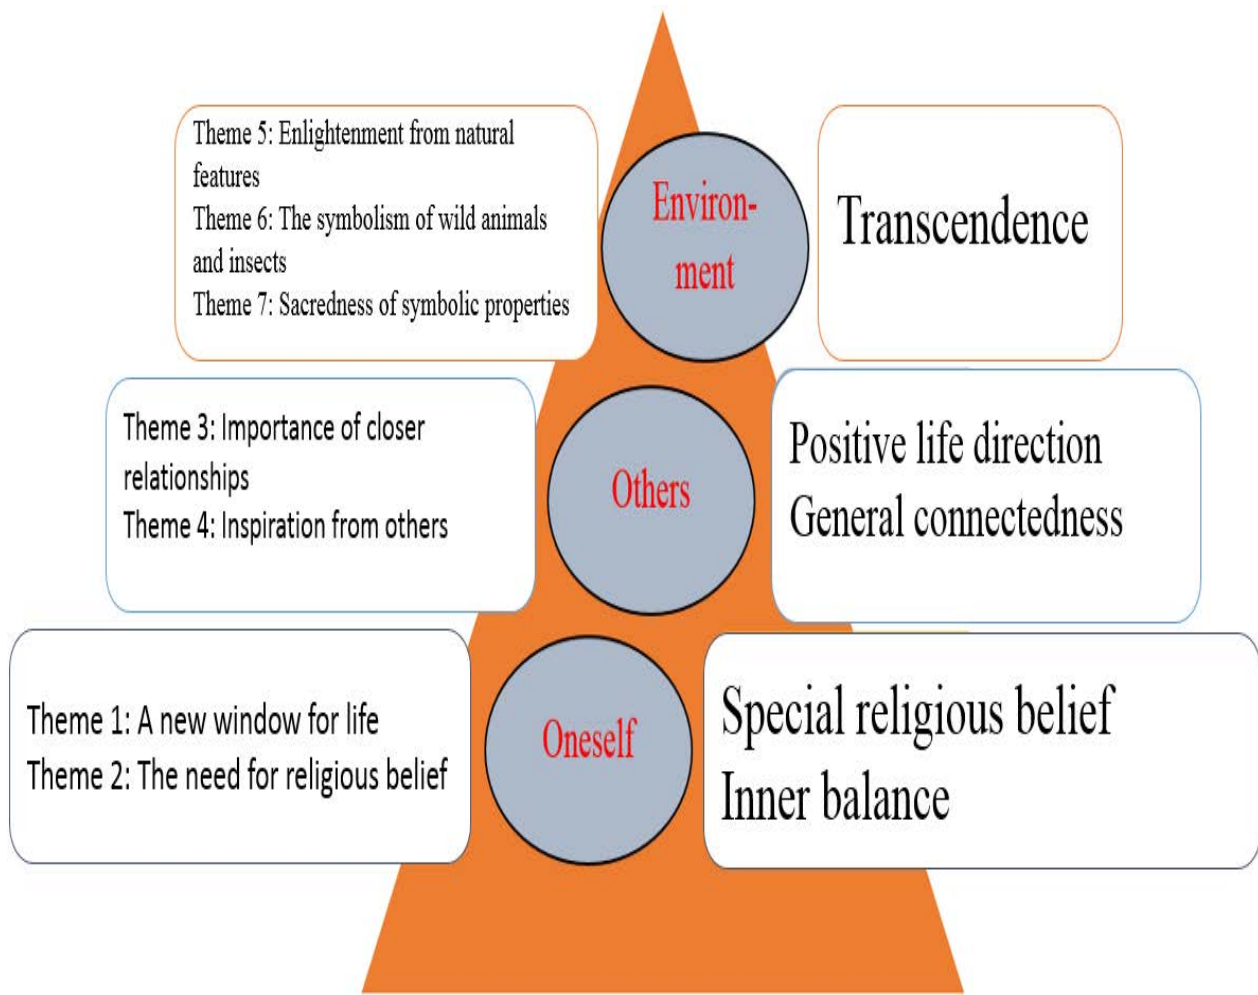 Theme 5: Enlightenment from natural
features
Theme 6: The symbolism of wild animals
and insects
Theme 7: Sacredness of symbolic properties
Environ-
ment
Transcendence
Theme 3: Importance of closer
relationships
Theme 4: Inspiration from others
Others
Positive life direction
General connectedness
Theme 1: A new window for life
Theme 2: The need for religious belief
Oneself
Special religious belief
Inner balance